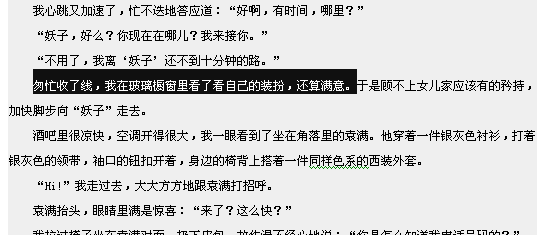 我心跳又加速了，忙不迭地答应道：“好啊，有时间，哪里？”
“妖子，好么？你现在在哪儿？我来接你。”
“不用了，我离‘妖子’还不到十分钟的路。”
匆忙收了线，我在玻璃橱窗里看了看自己的装扮，还算满意。于是顾不上女儿家应该有的矜持，
加快脚步向“妖子”走去。
酒吧里很凉快，空调开得很大，我一眼看到了坐在角落里的袁满。他穿着一件银灰色衬衫，打着
银灰色的领带，袖口的钮扣开着，身边的椅背上搭着一件同样色系的西装外套。
“Hi!”我走过去，大大方方地跟袁满打招呼。
袁满抬头，眼睛里满是惊喜：“来了？这么快？”